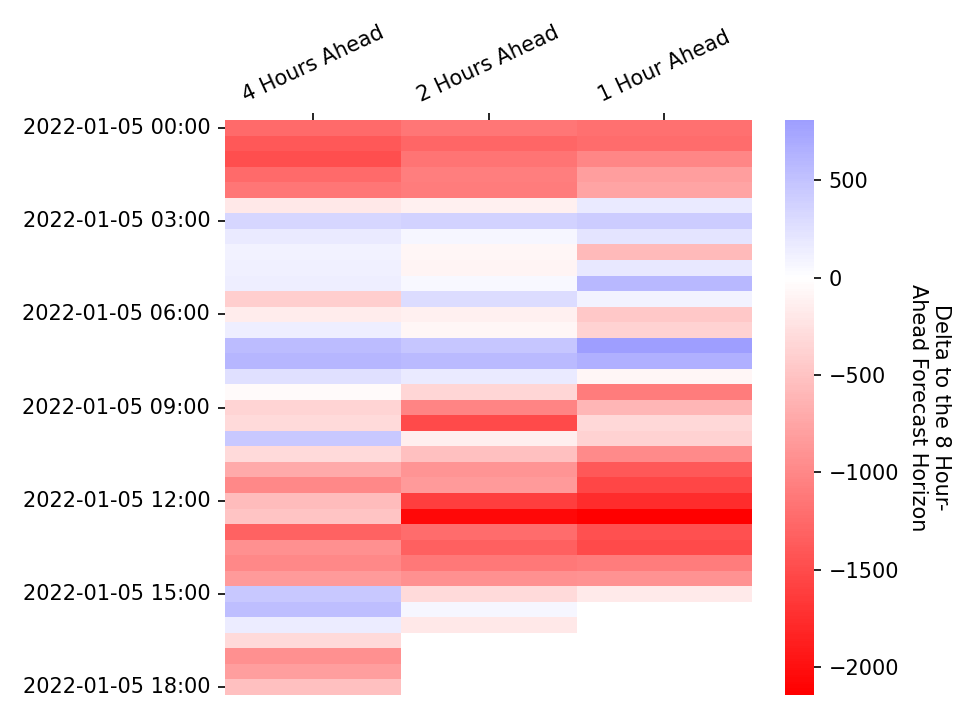 4 Hours Ahead
2 Hours Ahead
1 Hour Ahead
2022-01-05 00:00
2022-01-05 03:00
2022-01-05 06:00
2022-01-05 09:00
2022-01-05 12:00
2022-01-05 15:00
2022-01-05 18:00
500
0
−500
−1000
−1500
−2000
Delta to the 8 Hour-
Ahead Forecast Horizon